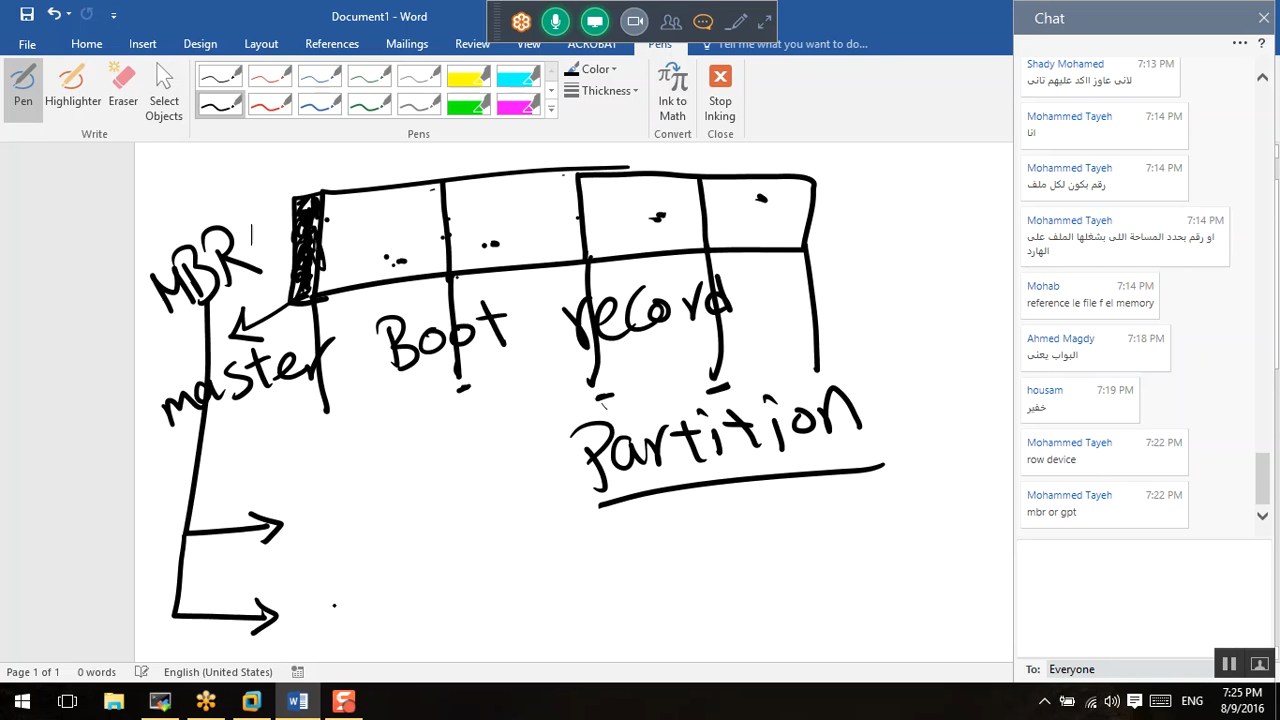 Document1 - Word
File
Home
Insert
Design
Layout
References
Mailings
Review
View
ACROBAT
Pens
Tell me what you want to do...
Pen
Highlighter
Eraser
Select Objects
Color
Thickness
Ink to Math
Stop Inking
Write
Pens
Convert
Close
MBR
master Boot record
Partition
Page 1 of 1
0 words
English (United States)
Chat
Shady Mohamed 7:13 PM
لانى عاوز ااكد عليهم تانى
Mohammed Tayeh 7:14 PM
انا
Mohammed Tayeh 7:14 PM
رقم بكون لكل ملف
Mohammed Tayeh 7:14 PM
او رقم بحدد المساحة اللى بشغلها الملف على
الهارد
Mohab 7:14 PM
reference le file f el memory
Ahmed Magdy 7:18 PM
البواب يعنى
housam 7:19 PM
خفير
Mohammed Tayeh 7:22 PM
row device
Mohammed Tayeh 7:22 PM
mbr or gpt
To: Everyone
ENG
7:25 PM
8/9/2016